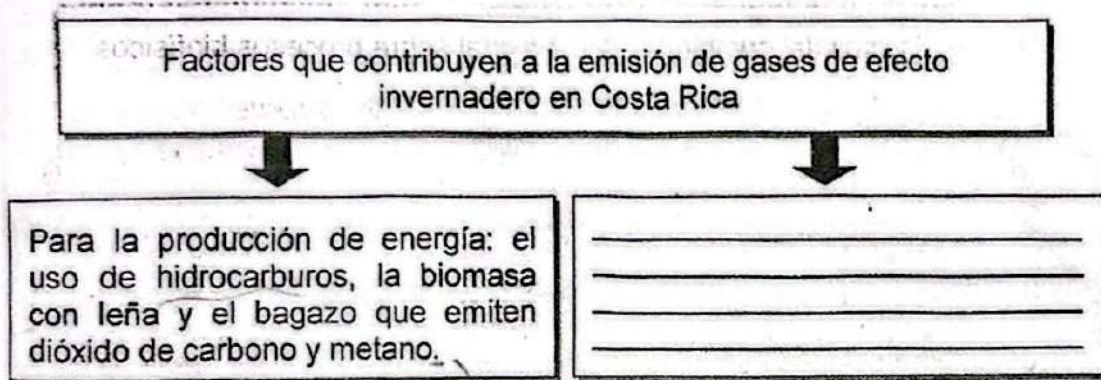 Factores que contribuyen a la emisión de gases de efecto
invernadero en Costa Rica
Para la producción de energía: el
uso de hidrocarburos, la biomasa
con leña y el bagazo que emiten
dióxido de carbono y metano.